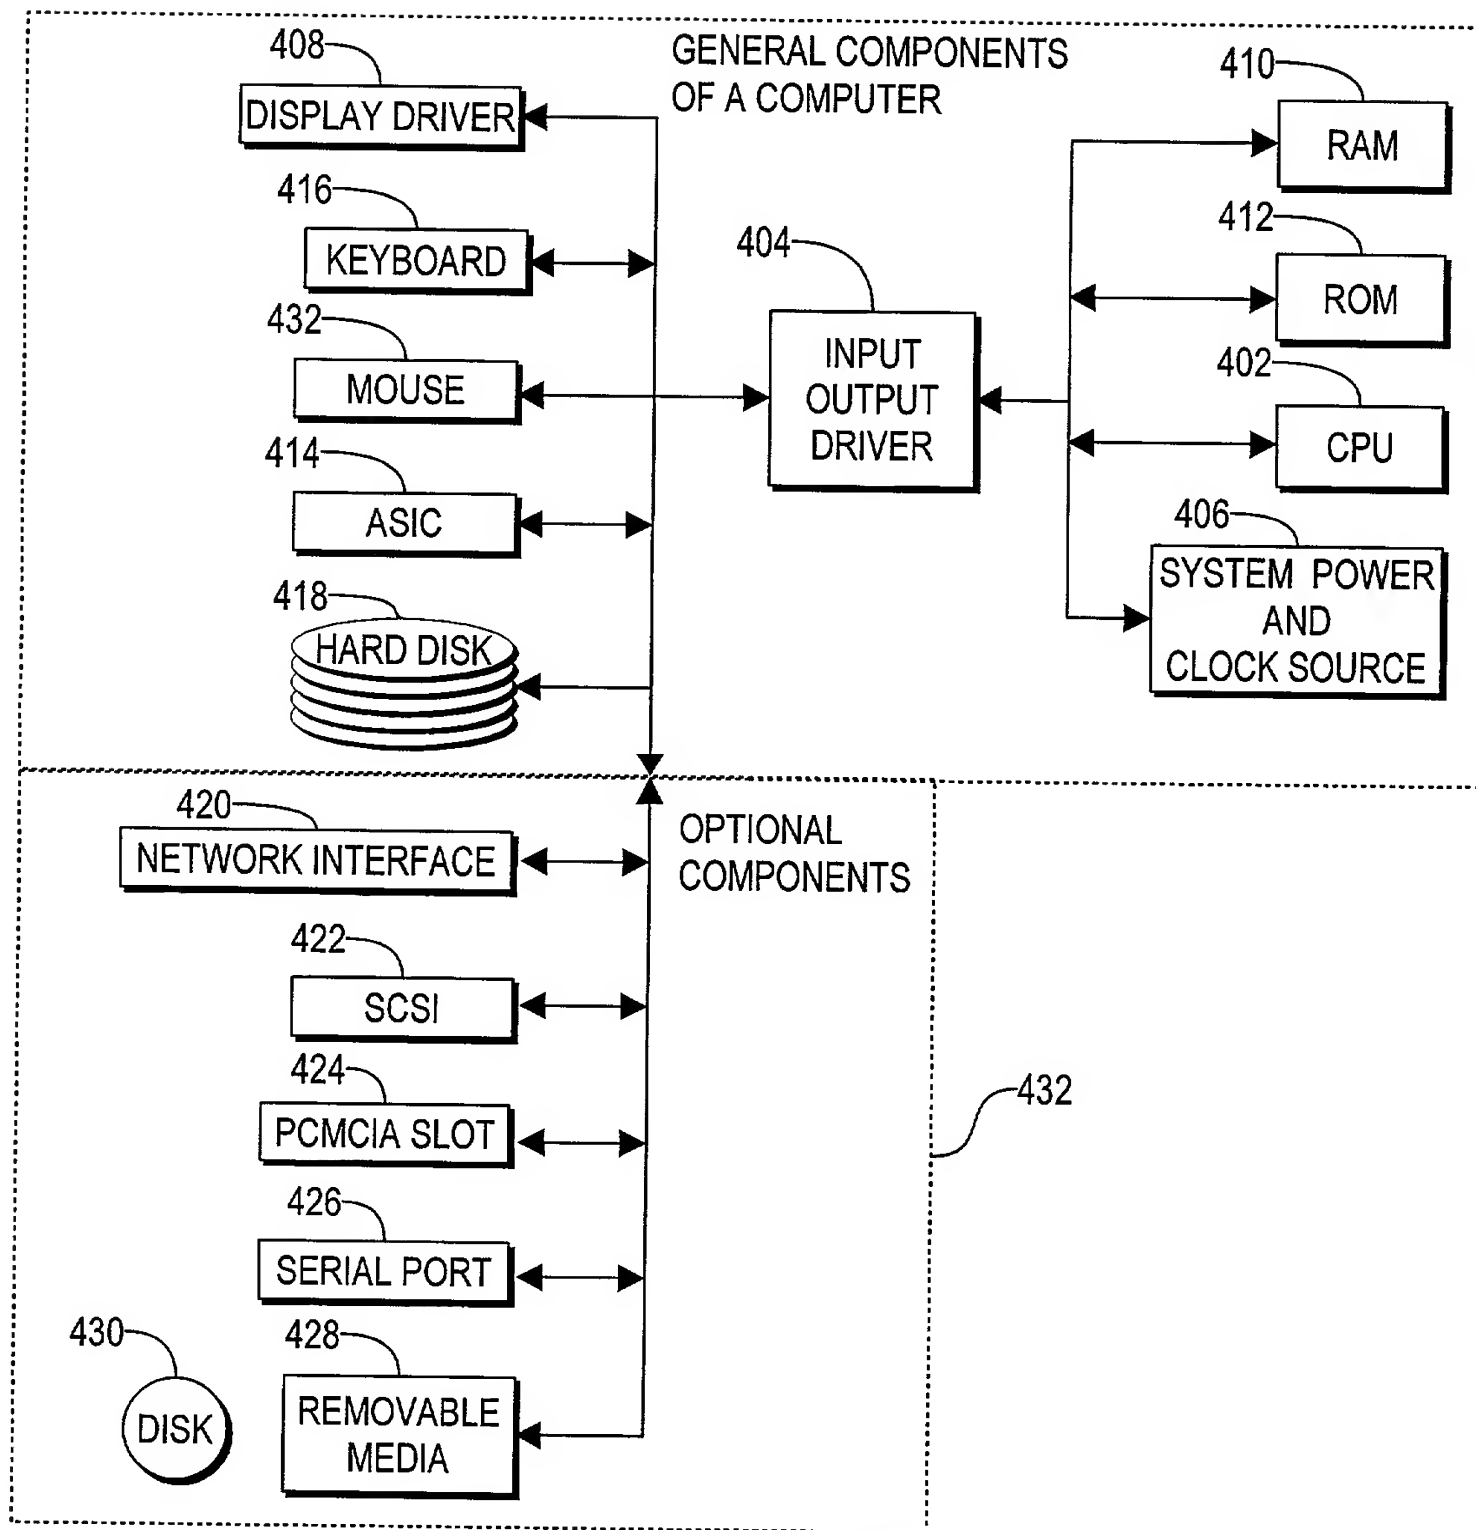 GENERAL COMPONENTS
OF A COMPUTER
408
DISPLAY DRIVER
416
KEYBOARD
432
MOUSE
414
ASIC
418
HARD DISK
404
INPUT
OUTPUT
DRIVER
410
RAM
412
ROM
402
CPU
406
SYSTEM POWER
AND
CLOCK SOURCE
OPTIONAL
COMPONENTS
420
NETWORK INTERFACE
422
SCSI
424
PCMCIA SLOT
426
SERIAL PORT
430
DISK
428
REMOVABLE
MEDIA
432